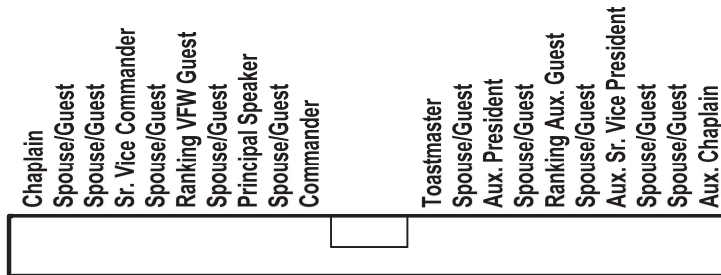 Chaplain
Spouse/Guest
Spouse/Guest
Sr. Vice Commander
Spouse/Guest
Ranking VFW Guest
Spouse/Guest
Principal Speaker
Spouse/Guest
Commander
Toastmaster
Spouse/Guest
Aux. President
Spouse/Guest
Ranking Aux. Guest
Spouse/Guest
Aux. Sr. Vice President
Spouse/Guest
Spouse/Guest
Aux. Chaplain